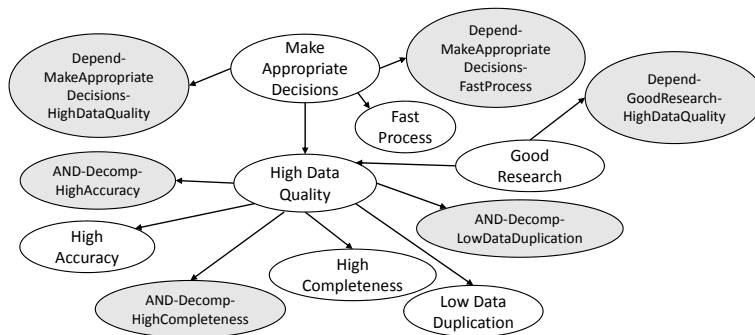 Depend-
MakeAppropriate
Decisions-
HighDataQuality
Make
Appropriate
Decisions
Depend-
MakeAppropriate
Decisions-
FastProcess
Depend-
GoodResearch-
HighDataQuality
Fast
Process
Good
Research
AND-Decomp-
HighAccuracy
High Data
Quality
AND-Decomp-
LowDataDuplication
High
Accuracy
High
Completeness
AND-Decomp-
HighCompleteness
Low Data
Duplication